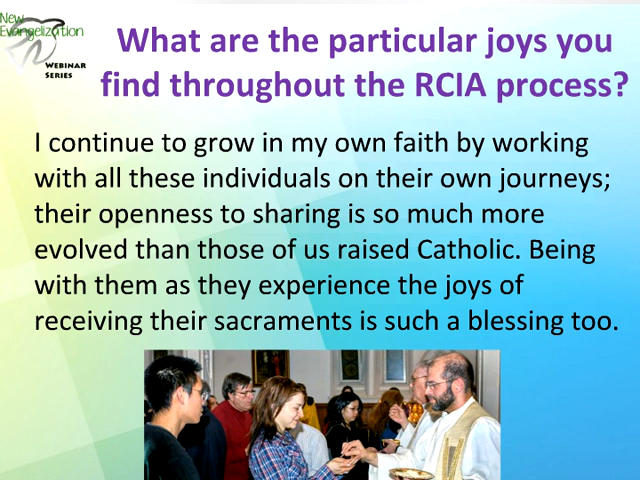 New
Evangelization
WEBINAR
SERIES
What are the particular joys you
find throughout the RCIA process?
I continue to grow in my own faith by working
with all these individuals on their own journeys;
their openness to sharing is so much more
evolved than those of us raised Catholic. Being
with them as they experience the joys of
receiving their sacraments is such a blessing too.